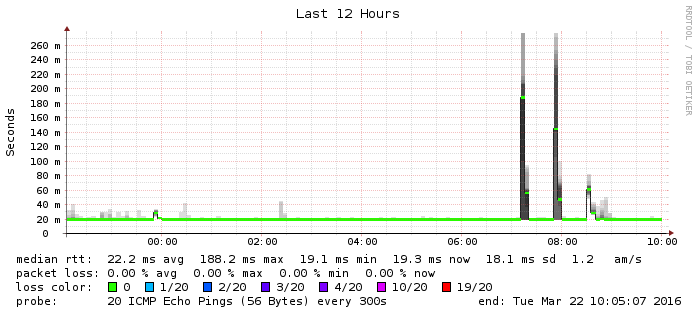 Last 12 Hours
RRDTOOL / TOBI OETIKER
Seconds
260 m
240 m
220 m
200 m
180 m
160 m
140 m
120 m
100 m
80 m
60 m
40 m
20 m
0
00:00 02:00 04:00 06:00 08:00 10:00
median rtt: 22.2 ms avg 188.2 ms max 19.1 ms min 19.3 ms now 18.1 ms sd 1.2 am/s
packet loss: 0.00 % avg 0.00 % max 0.00 % min 0.00 % now
loss color: 0 1/20 2/20 3/20 4/20 10/20 19/20
probe: 20 ICMP Echo Pings (56 Bytes) every 300s end: Tue Mar 22 10:05:07 2016